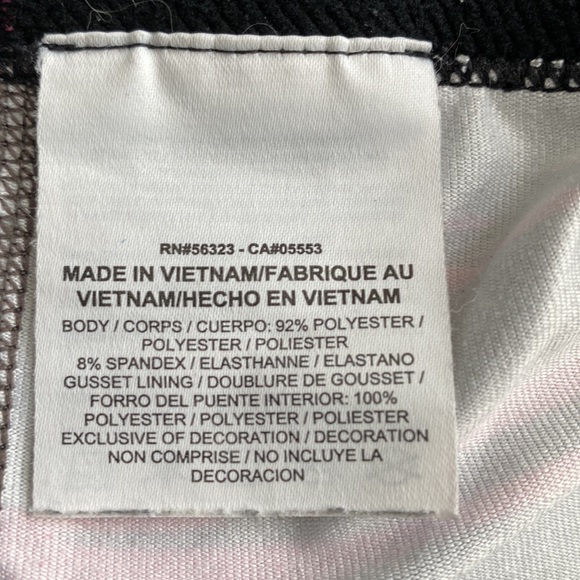 RN#56323 - CA#05553
MADE IN VIETNAM/FABRIQUE AU
VIETNAM/HECHO EN VIETNAM
BODY / CORPS / CUERPO: 92% POLYESTER /
POLYESTER / POLIESTER
8% SPANDEX / ELASTHANNE / ELASTANO
GUSSET LINING / DOUBLURE DE GOUSSET /
FORRO DEL PUENTE INTERIOR: 100%
POLYESTER / POLYESTER / POLIESTER
EXCLUSIVE OF DECORATION / DECORATION
NON COMPRISE / NO INCLUYE LA
DECORACION